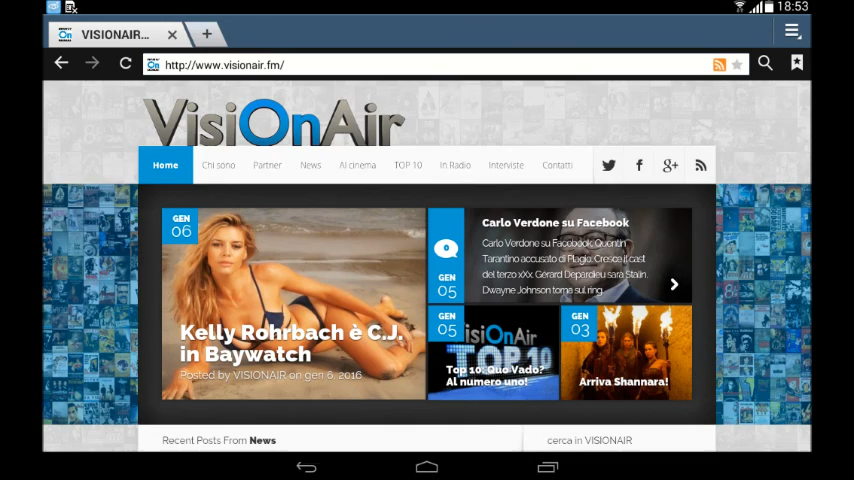 18:53
VISIONAIR...
http://www.visionair.fm/
VisiOnAir
Home Chi sono Partner News Al cinema TOP 10 In Radio Interviste Contatti
GEN
06
Kelly Rohrbach è C.J.
in Baywatch
Posted by VISIONAIR on gen 6, 2016
GEN
05
Carlo Verdone su Facebook
Carlo Verdone su Facebook, Quentin
Tarantino accusato di Plagio. Cresce il cast
del terzo xXx. Gérard Depardieu sarà Stalin.
Dwayne Johnson torna sul ring.
GEN
05
VisiOnAir
TOP 10
Top 10: Quo Vado?
Al numero uno!
GEN
03
Arriva Shannara!
Recent Posts From News
cerca in VISIONAIR